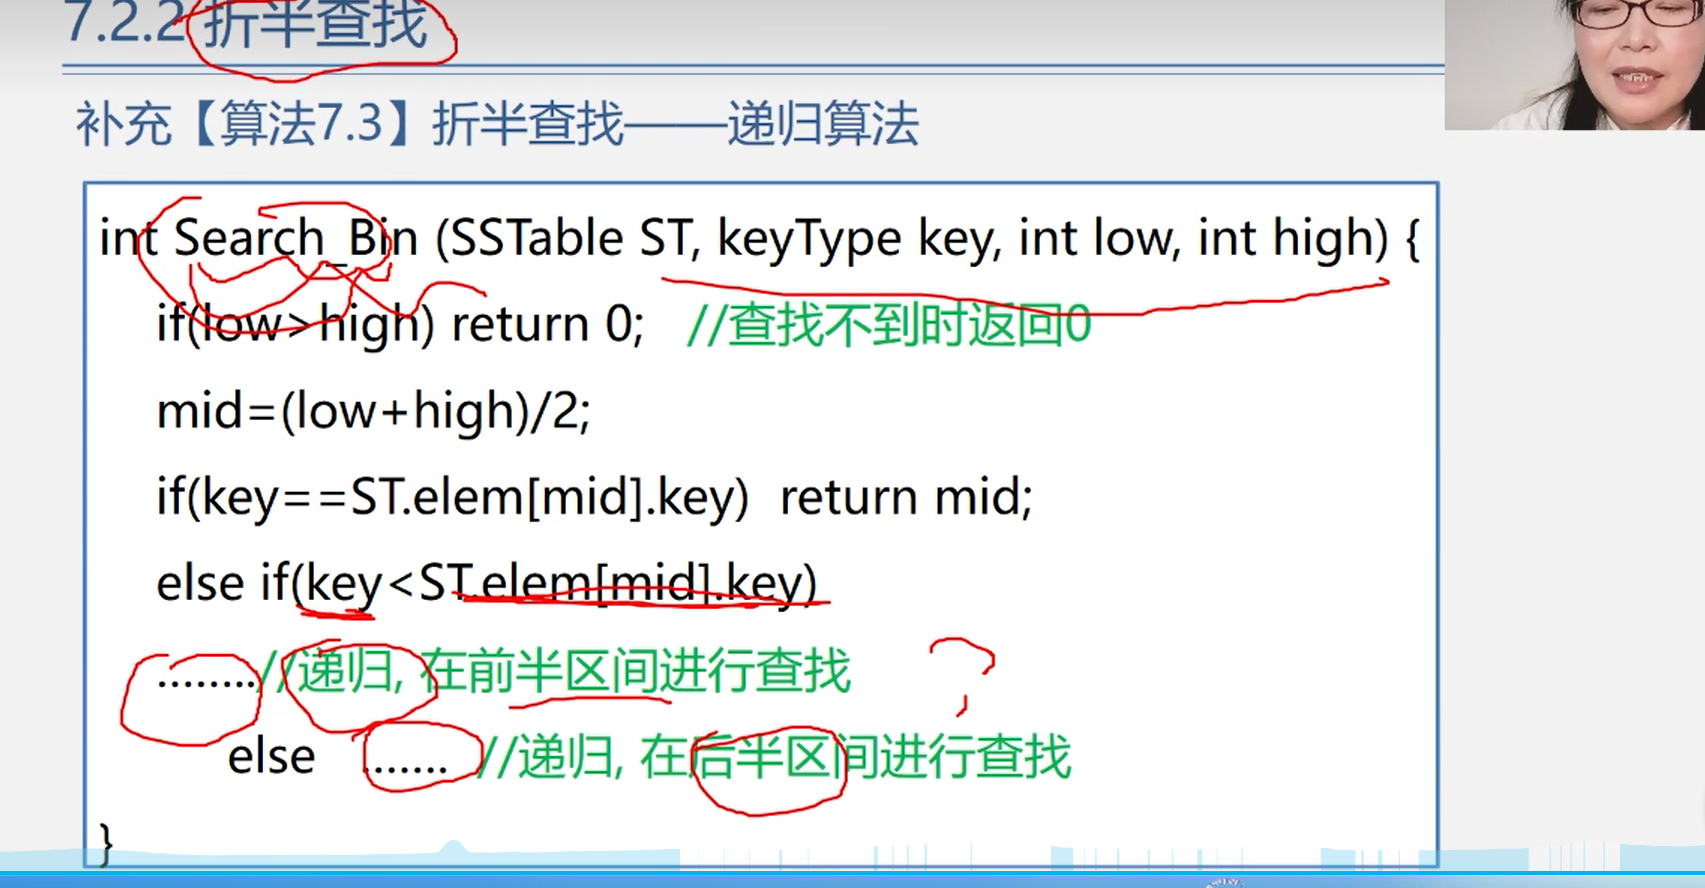 7.2.2 折半查找
补充【算法7.3】折半查找——递归算法
int Search_Bin (SSTable ST, keyType key, int low, int high) {
if(low>high) return 0; //查找不到时返回0
mid=(low+high)/2;
if(key==ST.elem[mid].key) return mid;
else if(key<ST.elem[mid].key)
........//递归, 在前半区间进行查找
?
else ....... //递归, 在后半区间进行查找
}